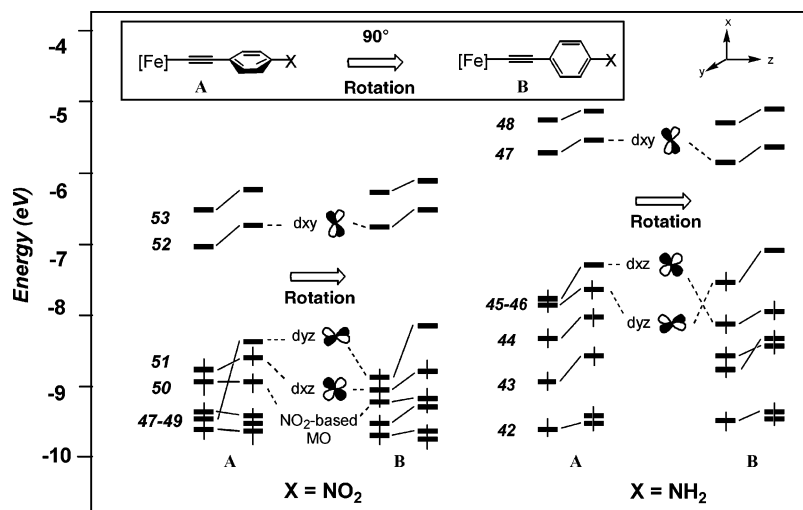 -4
-5
-6
-7
-8
-9
-10
Energy (eV)
90°
[Fe] X
Rotation
[Fe] X
A B
x
y z
53
52
dxy
Rotation
51
50
47-49
dyz
dxz
NO2-based
MO
A B
X = NO2
48
47
dxy
Rotation
45-46
44
43
42
dxz
dyz
A B
X = NH2